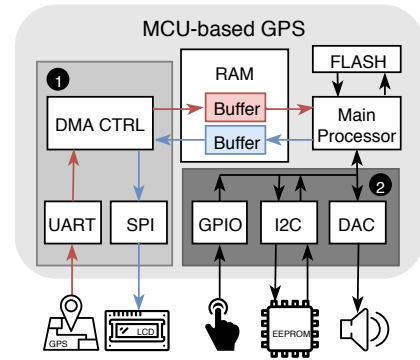 MCU-based GPS
1
RAM
FLASH
DMA CTRL
Buffer
Buffer
Main
Processor
2
UART
SPI
GPIO
I2C
DAC
GPS
LCD
EEPROM